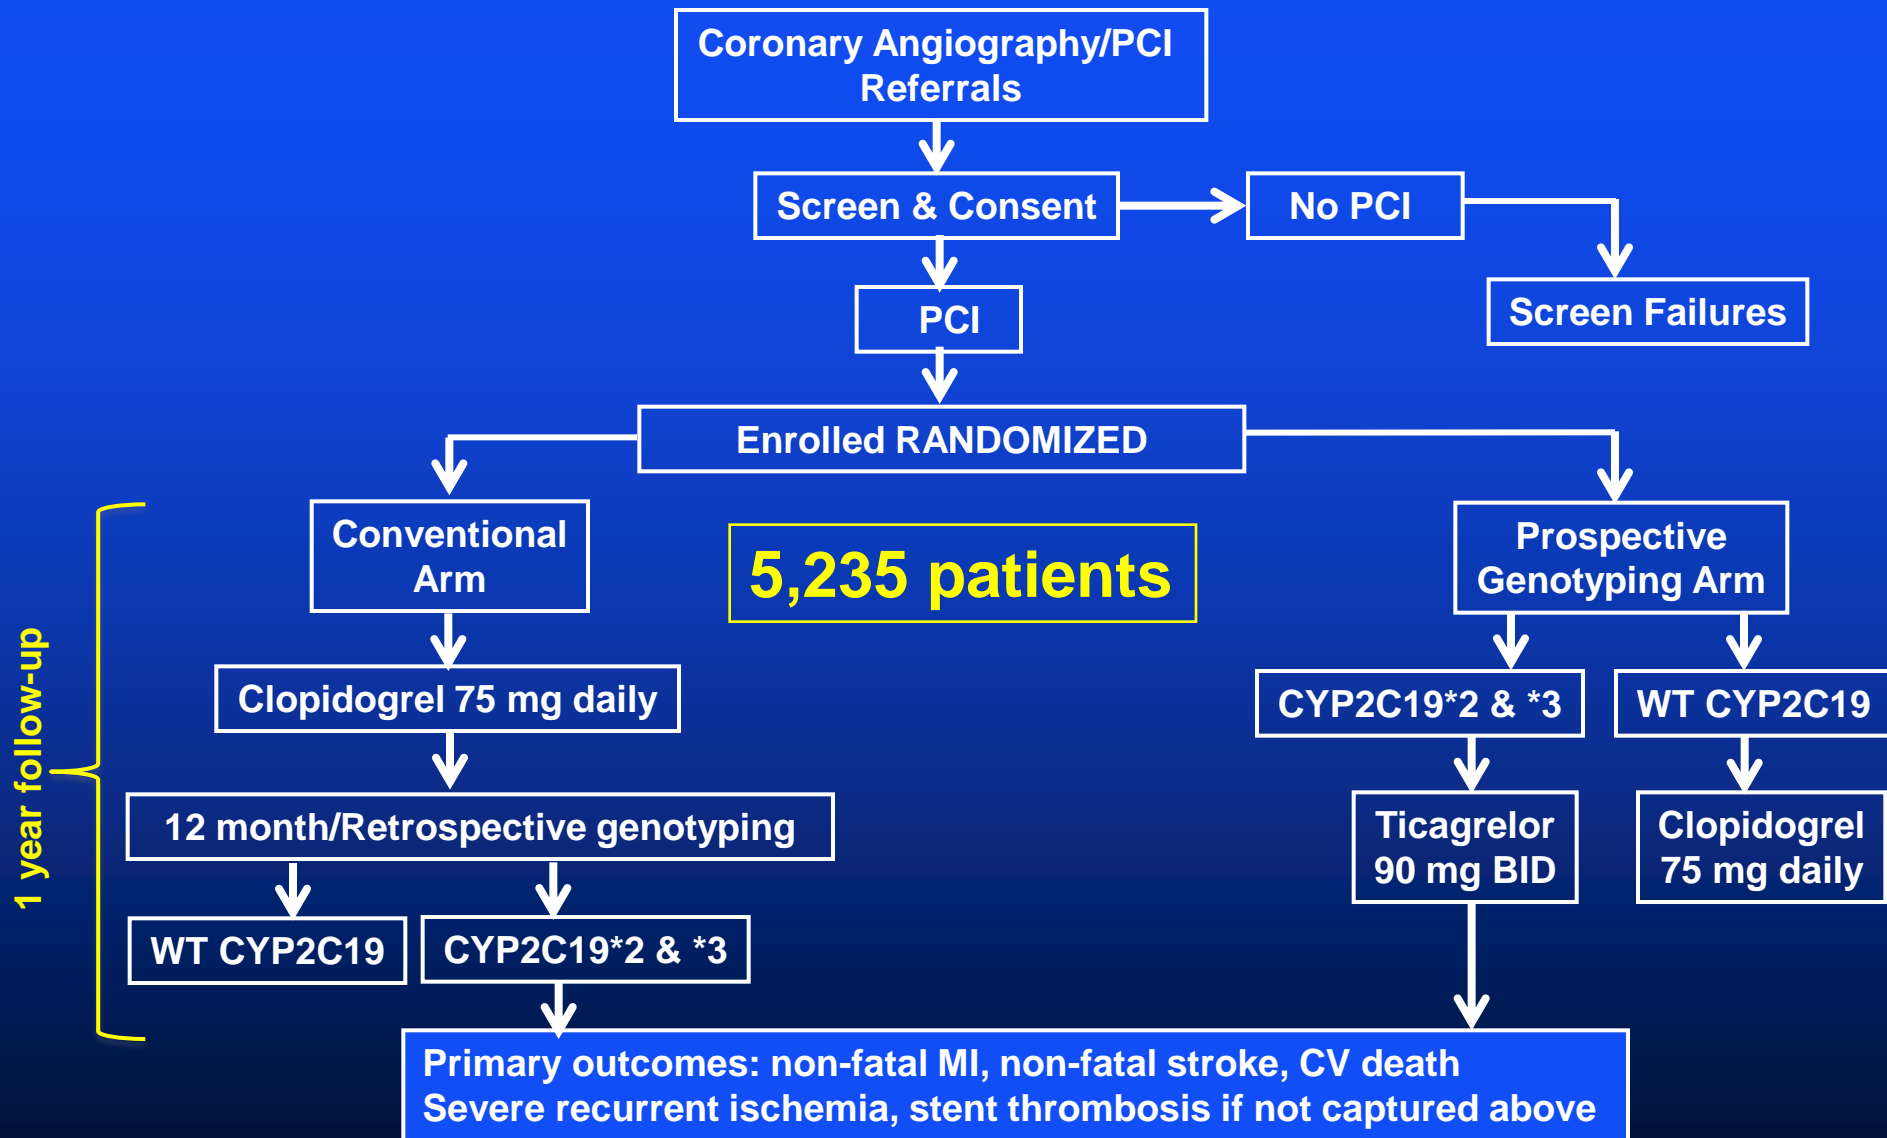 Coronary Angiography/PCI
Referrals
Screen & Consent
No PCI
PCI
Screen Failures
Enrolled RANDOMIZED
Conventional
Arm
5,235 patients
Prospective
Genotyping Arm
1 year follow-up
Clopidogrel 75 mg daily
CYP2C19*2 & *3
WT CYP2C19
12 month/Retrospective genotyping
Ticagrelor
90 mg BID
Clopidogrel
75 mg daily
WT CYP2C19
CYP2C19*2 & *3
Primary outcomes: non-fatal MI, non-fatal stroke, CV death
Severe recurrent ischemia, stent thrombosis if not captured above